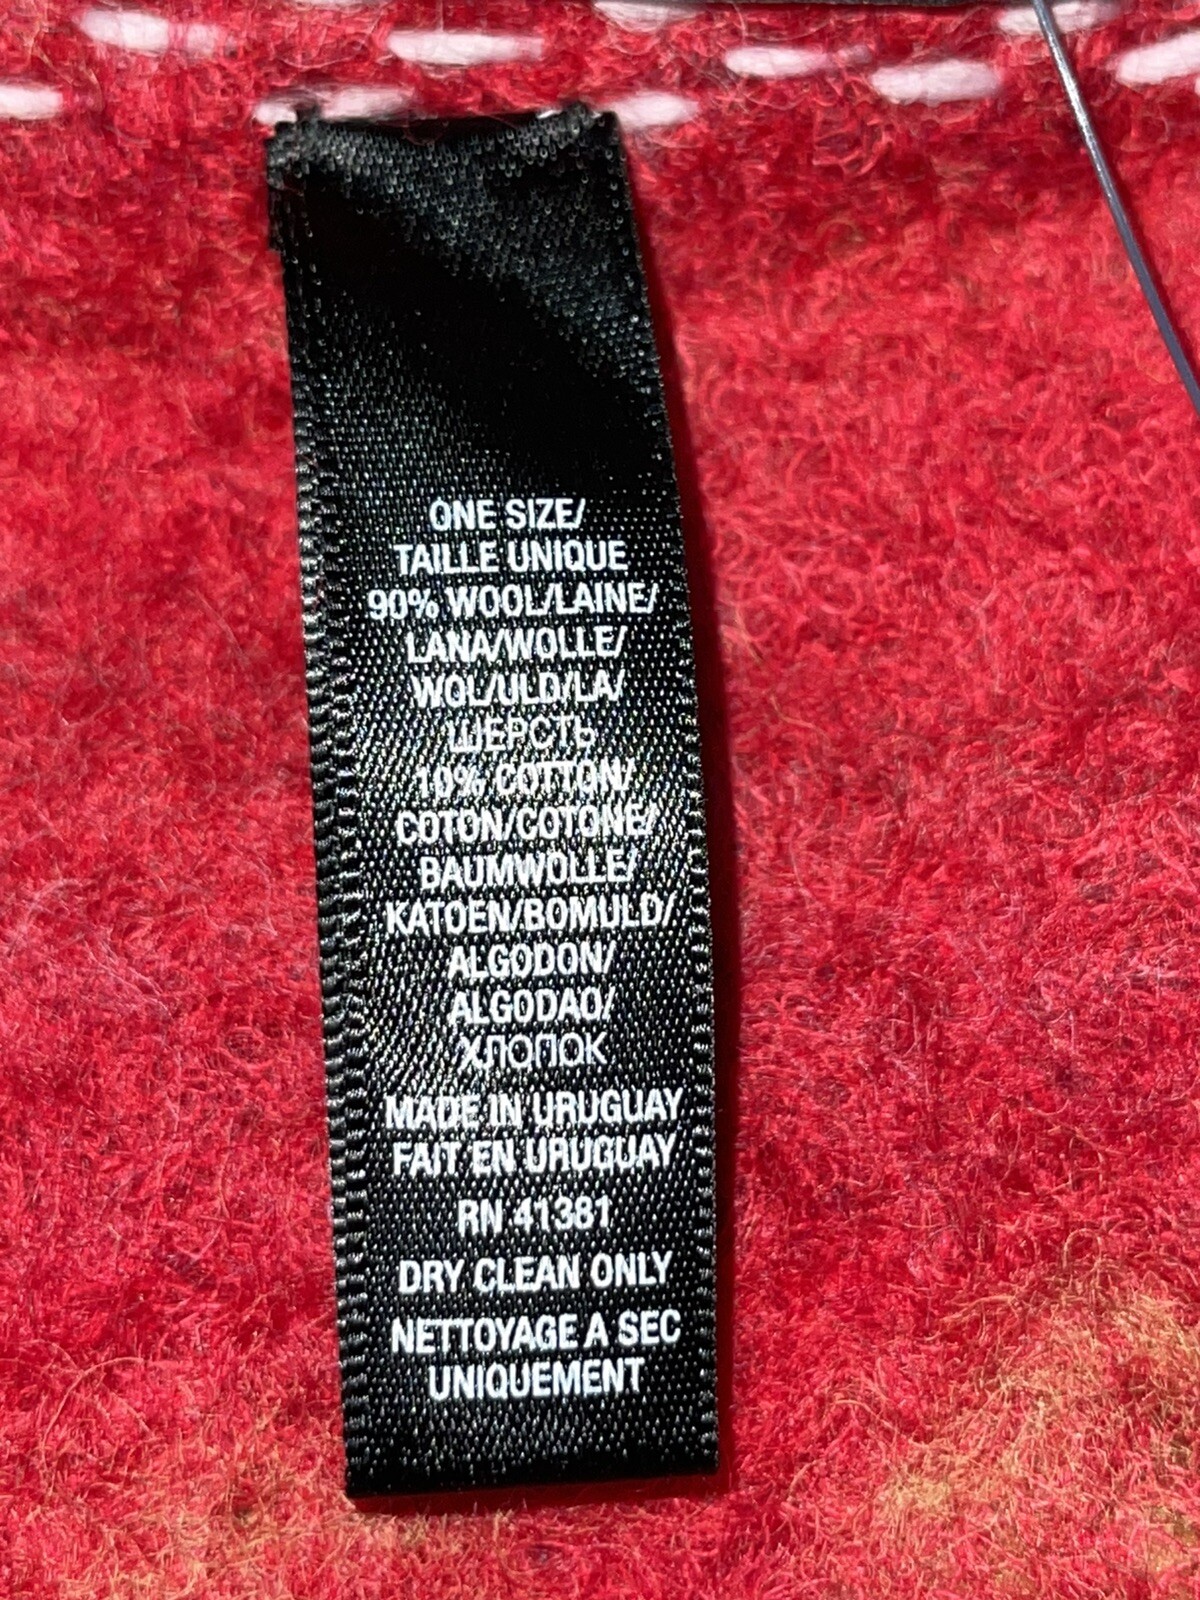 ONE SIZE/
TAILLE UNIQUE
90% WOOL/LAINE/
LANA/WOLLE/
WOL/ULD/LA/
ШЕРСТЬ
10% COTTON/
COTON/COTONE/
BAUMWOLLE/
KATOEN/BOMULD/
ALGODON/
ALGODAO/
ХЛОПОК
MADE IN URUGUAY
FAIT EN URUGUAY
RN 41381
DRY CLEAN ONLY
NETTOYAGE A SEC
UNIQUEMENT